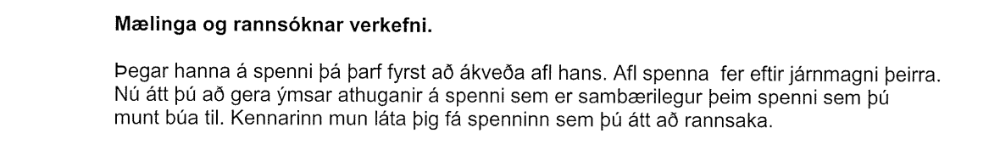 Mælinga og rannsóknar verkefni.
Þegar hanna á spenni þá þarf fyrst að ákveða afl hans. Afl spenna  fer eftir járnmagni þeirra.
Nú átt þú að gera ýmsar athuganir á spenni sem er sambærilegur þeim spenni sem þú
munt búa til. Kennarinn mun láta þig fá spenninn sem þú átt að rannsaka.